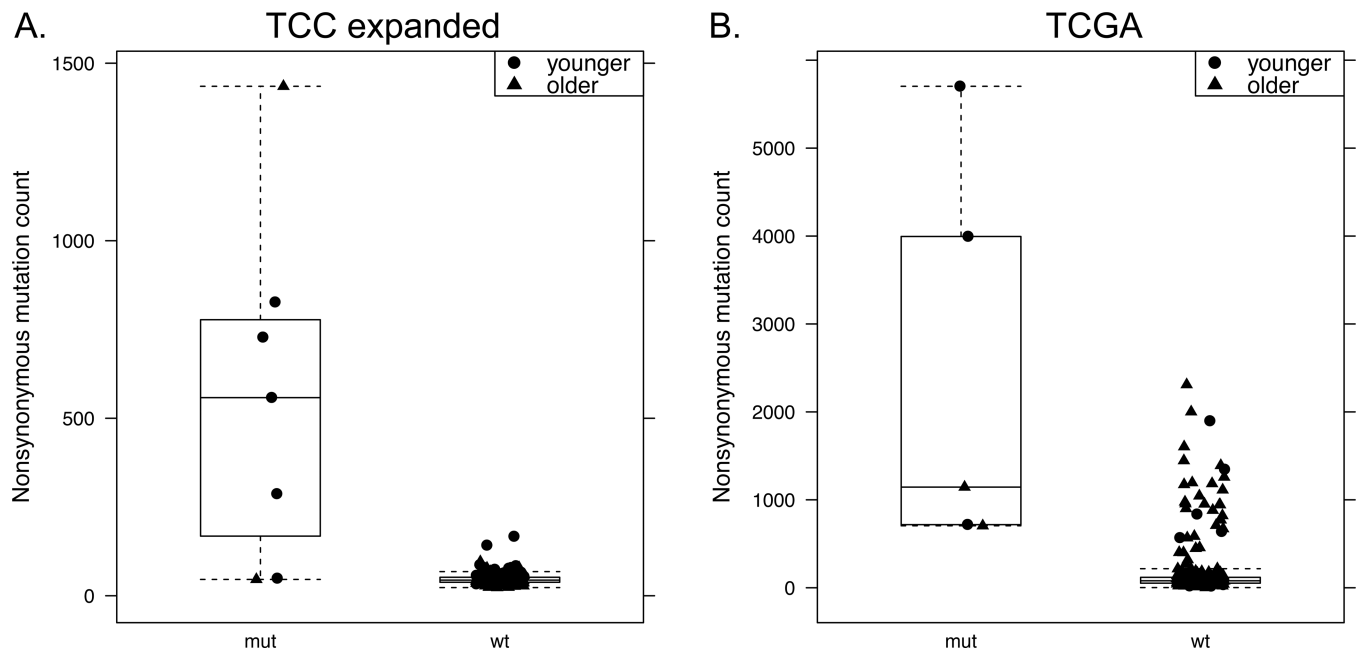 A.
TCC expanded
Nonsynonymous mutation count
1500
1000
500
0
younger
older
mut
wt
B.
TCGA
Nonsynonymous mutation count
5000
4000
3000
2000
1000
0
younger
older
mut
wt